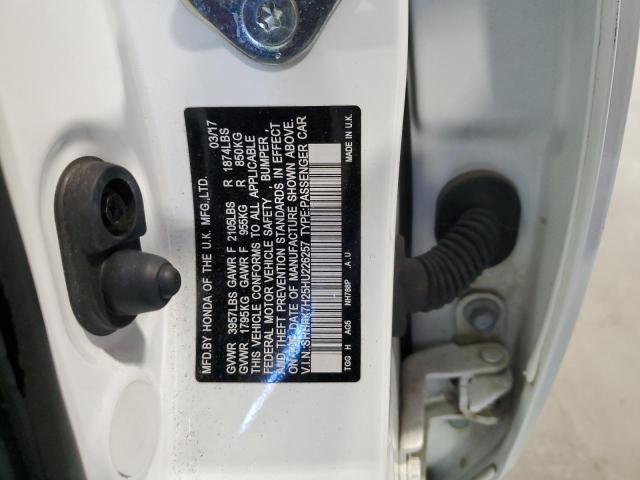 MFD.BY HONDA OF THE U.K. MFG.,LTD. 03/17
GVWR 3957LBS GAWR F 2105LBS R 1874LBS
GVWR 1795KG GAWR F 955KG R 850KG
THIS VEHICLE CONFORMS TO ALL APPLICABLE
FEDERAL MOTOR VEHICLE SAFETY , BUMPER,
AND THEFT PREVENTION STANDARDS IN EFFECT
ON THE DATE OF MANUFACTURE SHOWN ABOVE.
V.I.N: TYPE:PASSENGER CAR
TGG H AG5 NH788P .A.U MADE IN U.K.